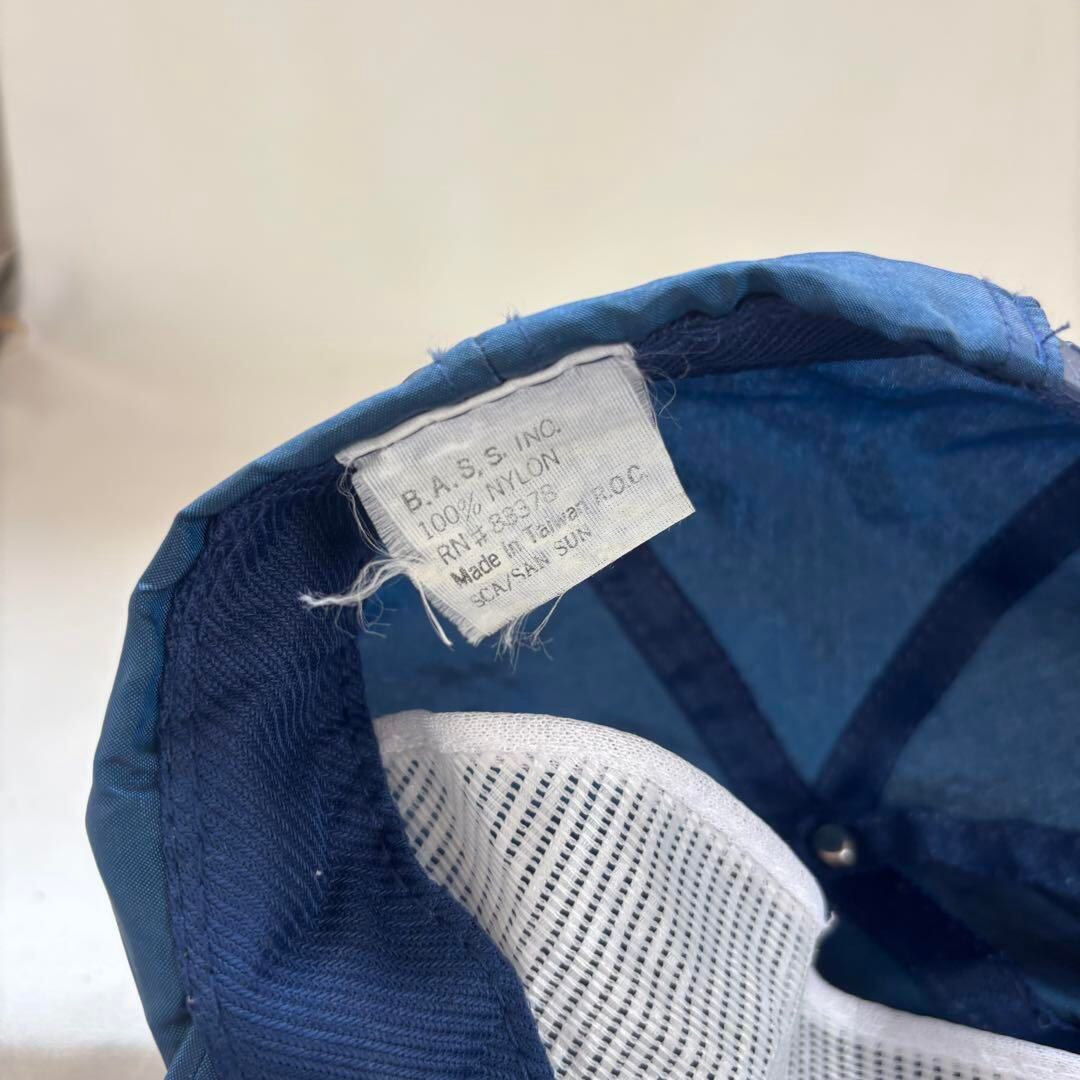 B.A.S.S. INC.
100% NYLON
RN# 88378
Made in Taiwan R.O.C.
SCA/SAN SUN